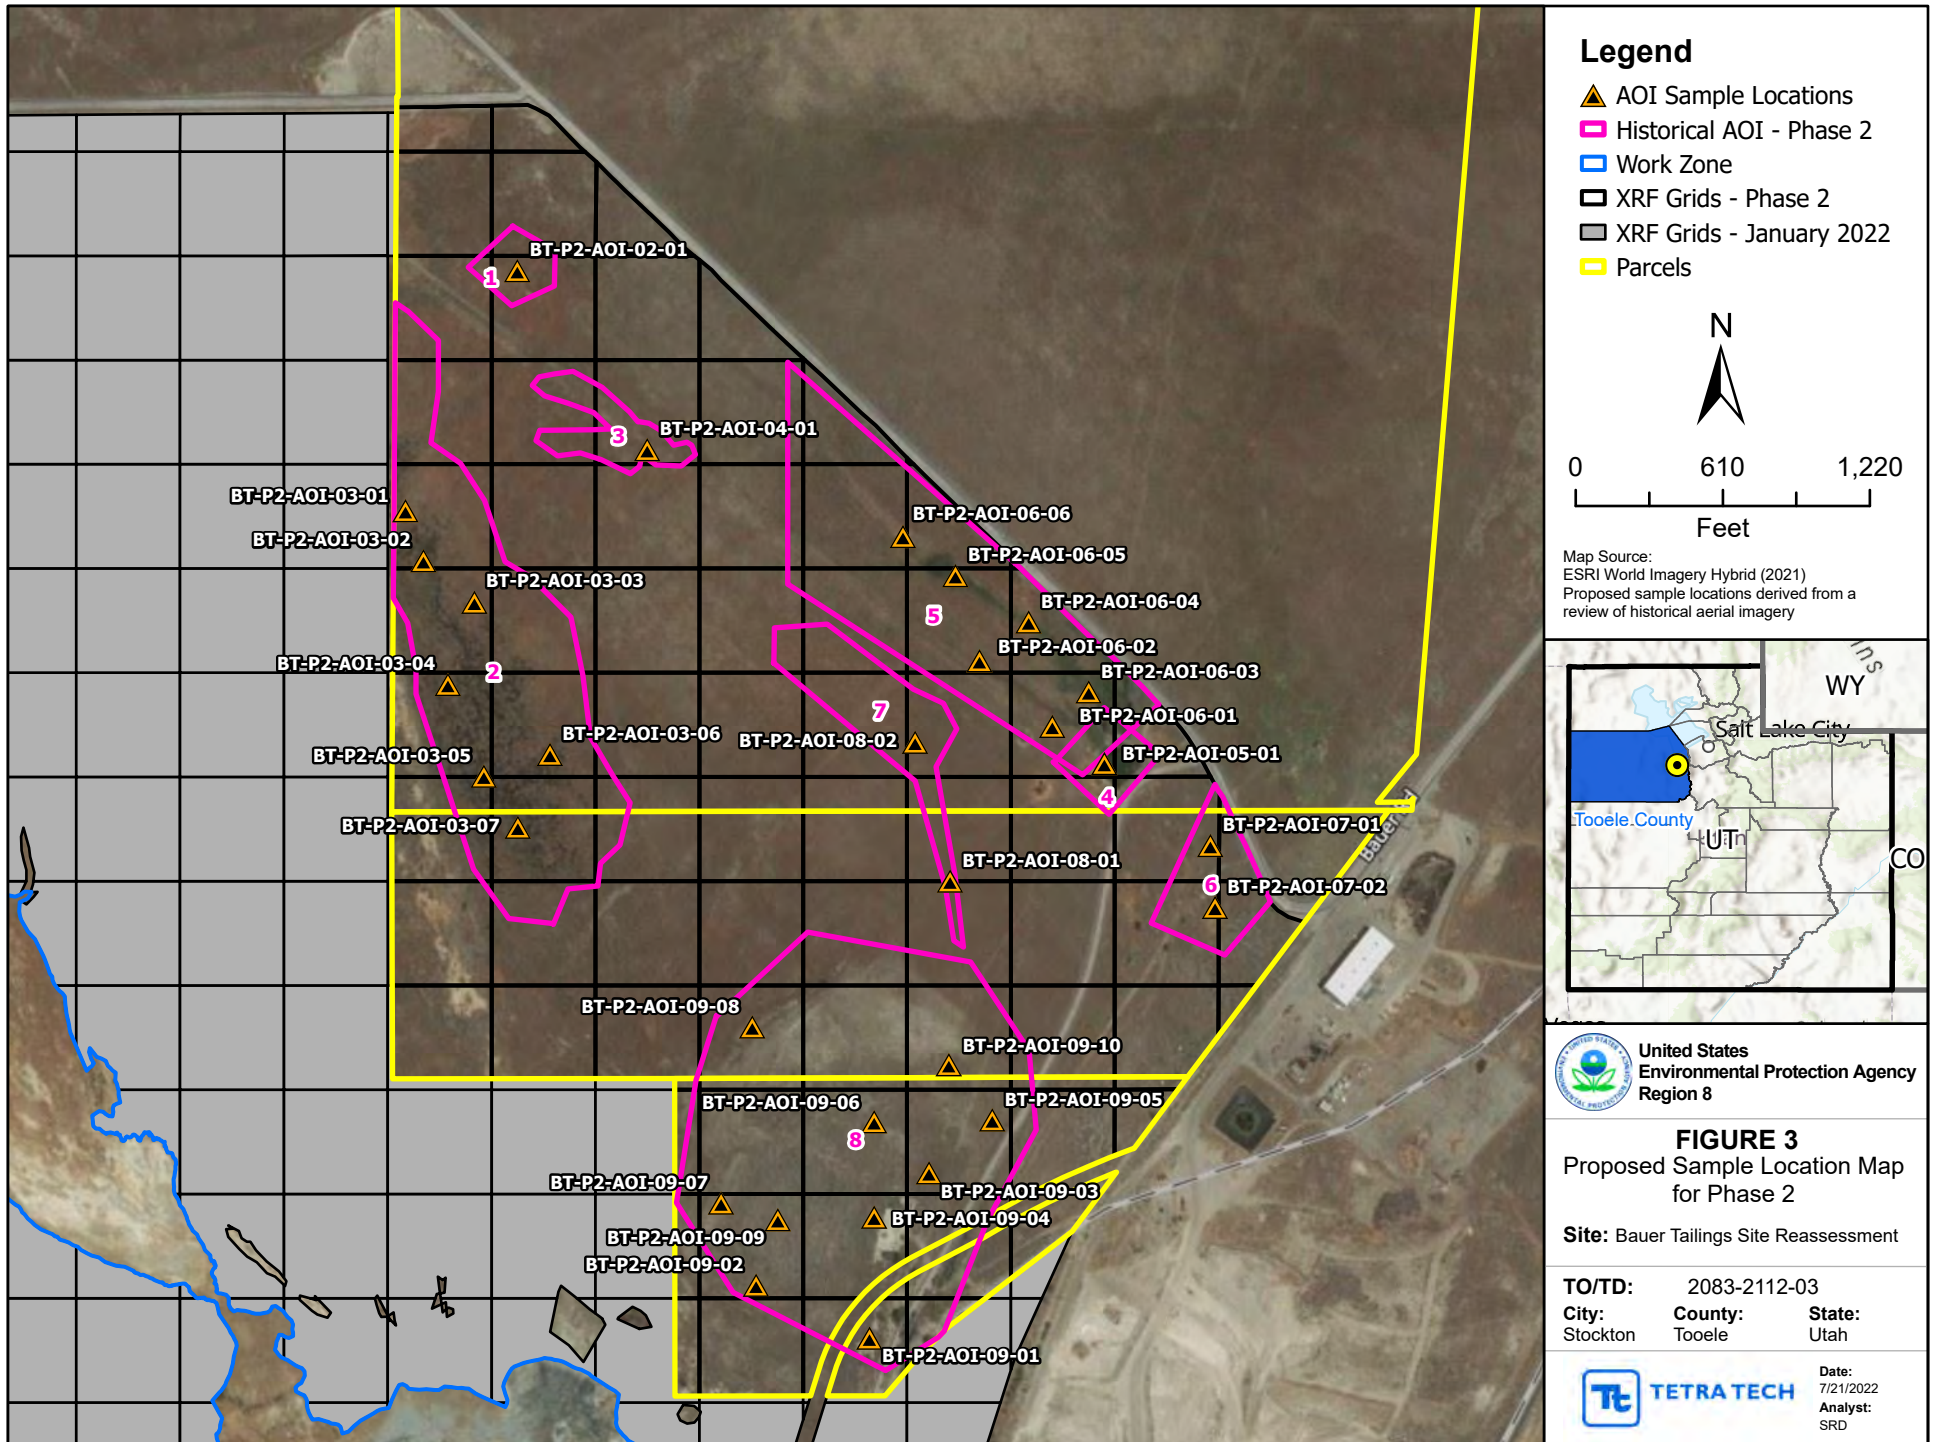 BT-P2-AOI-02-01
1
BT-P2-AOI-04-01
3
BT-P2-AOI-03-01
BT-P2-AOI-06-06
BT-P2-AOI-03-02
BT-P2-AOI-06-05
BT-P2-AOI-03-03
BT-P2-AOI-06-04
5
BT-P2-AOI-06-02
BT-P2-AOI-03-04
2
BT-P2-AOI-06-03
7
BT-P2-AOI-06-01
BT-P2-AOI-03-06
BT-P2-AOI-08-02
BT-P2-AOI-03-05
BT-P2-AOI-05-01
4
BT-P2-AOI-03-07
BT-P2-AOI-07-01
BT-P2-AOI-08-01
6
BT-P2-AOI-07-02
BT-P2-AOI-09-08
BT-P2-AOI-09-10
BT-P2-AOI-09-06
BT-P2-AOI-09-05
8
BT-P2-AOI-09-07
BT-P2-AOI-09-03
BT-P2-AOI-09-04
BT-P2-AOI-09-09
BT-P2-AOI-09-02
BT-P2-AOI-09-01
Legend
AOI Sample Locations
Historical AOI - Phase 2
Work Zone
XRF Grids - Phase 2
XRF Grids - January 2022
Parcels
N
0 610 1,220
Feet
Map Source:
ESRI World Imagery Hybrid (2021)
Proposed sample locations derived from a
review of historical aerial imagery
WY
Salt Lake City
Tooele County
UT
CO
United States
Environmental Protection Agency
Region 8
FIGURE 3
Proposed Sample Location Map
for Phase 2
Site: Bauer Tailings Site Reassessment
TO/TD: 2083-2112-03
City: County: State:
Stockton Tooele Utah
TETRA TECH
Date:
7/21/2022
Analyst:
SRD